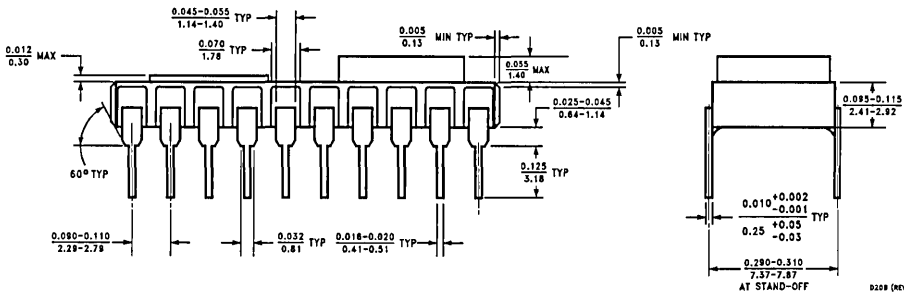 0.045-0.055
1.14-1.40 TYP
0.070
1.78 TYP
0.012
0.30 MAX
0.005
0.13 MIN TYP
0.055
1.40 MAX
0.005
0.13 MIN TYP
0.025-0.045
0.64-1.14
0.095-0.115
2.41-2.92
60° TYP
0.125
3.18 TYP
0.090-0.110
2.29-2.79
0.032
0.81 TYP
0.016-0.020
0.41-0.51 TYP
0.010 +0.002 -0.001
0.25 +0.05 -0.03 TYP
0.290-0.310
7.37-7.87
AT STAND-OFF
D20B (REV